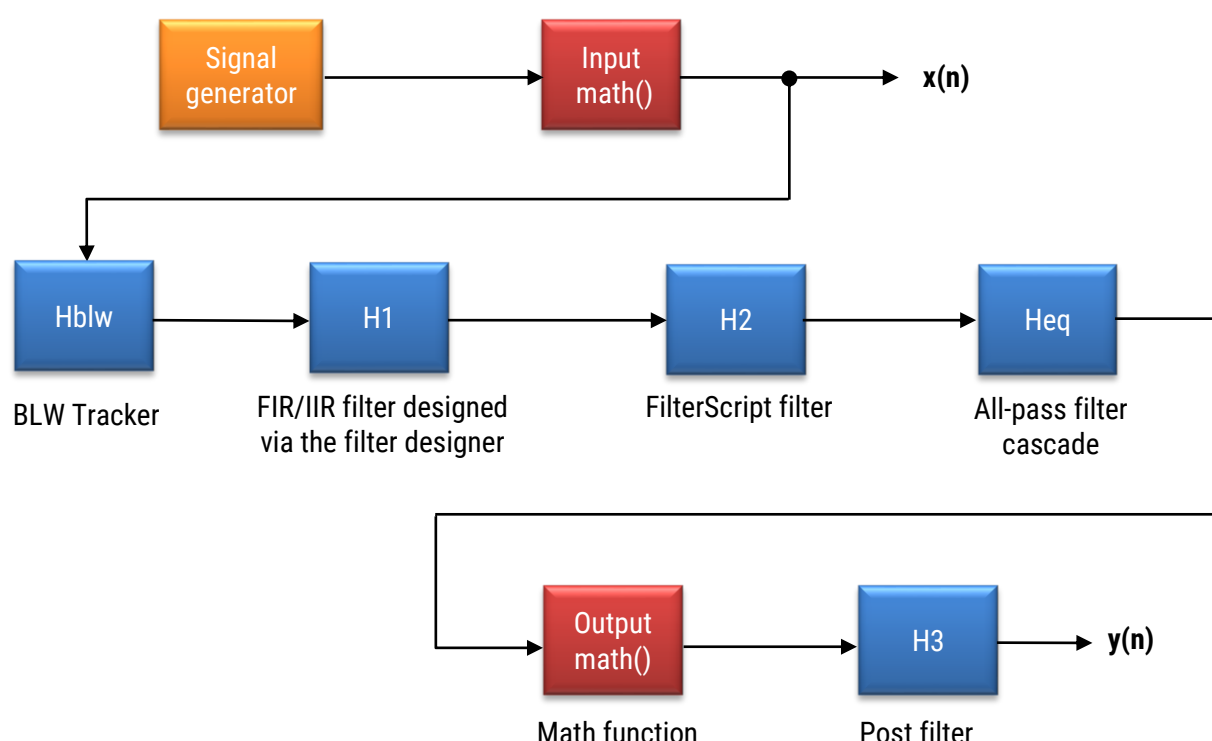 Signal
generator
Input
math()
x(n)
Hblw
H1
H2
Heq
BLW Tracker
FIR/IIR filter designed
via the filter designer
FilterScript filter
All-pass filter
cascade
Output
math()
H3
y(n)
Math function
Post filter